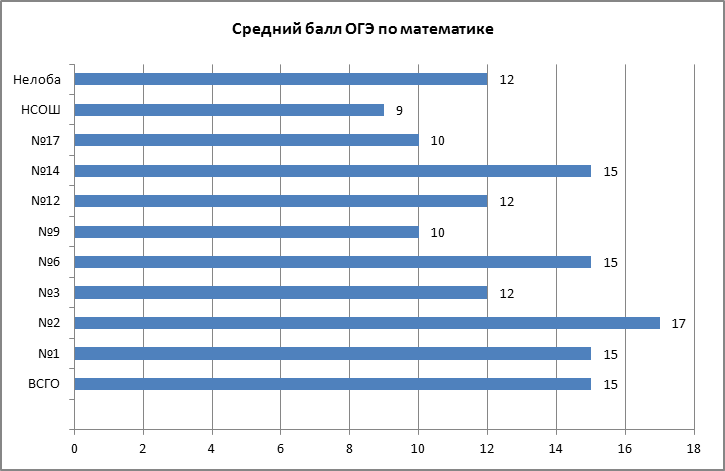 Средний балл ОГЭ по математике
Нелоба 12
НСОШ 9
№17 10
№14 15
№12 12
№9 10
№6 15
№3 12
№2 17
№1 15
ВСГО 15
0 2 4 6 8 10 12 14 16 18